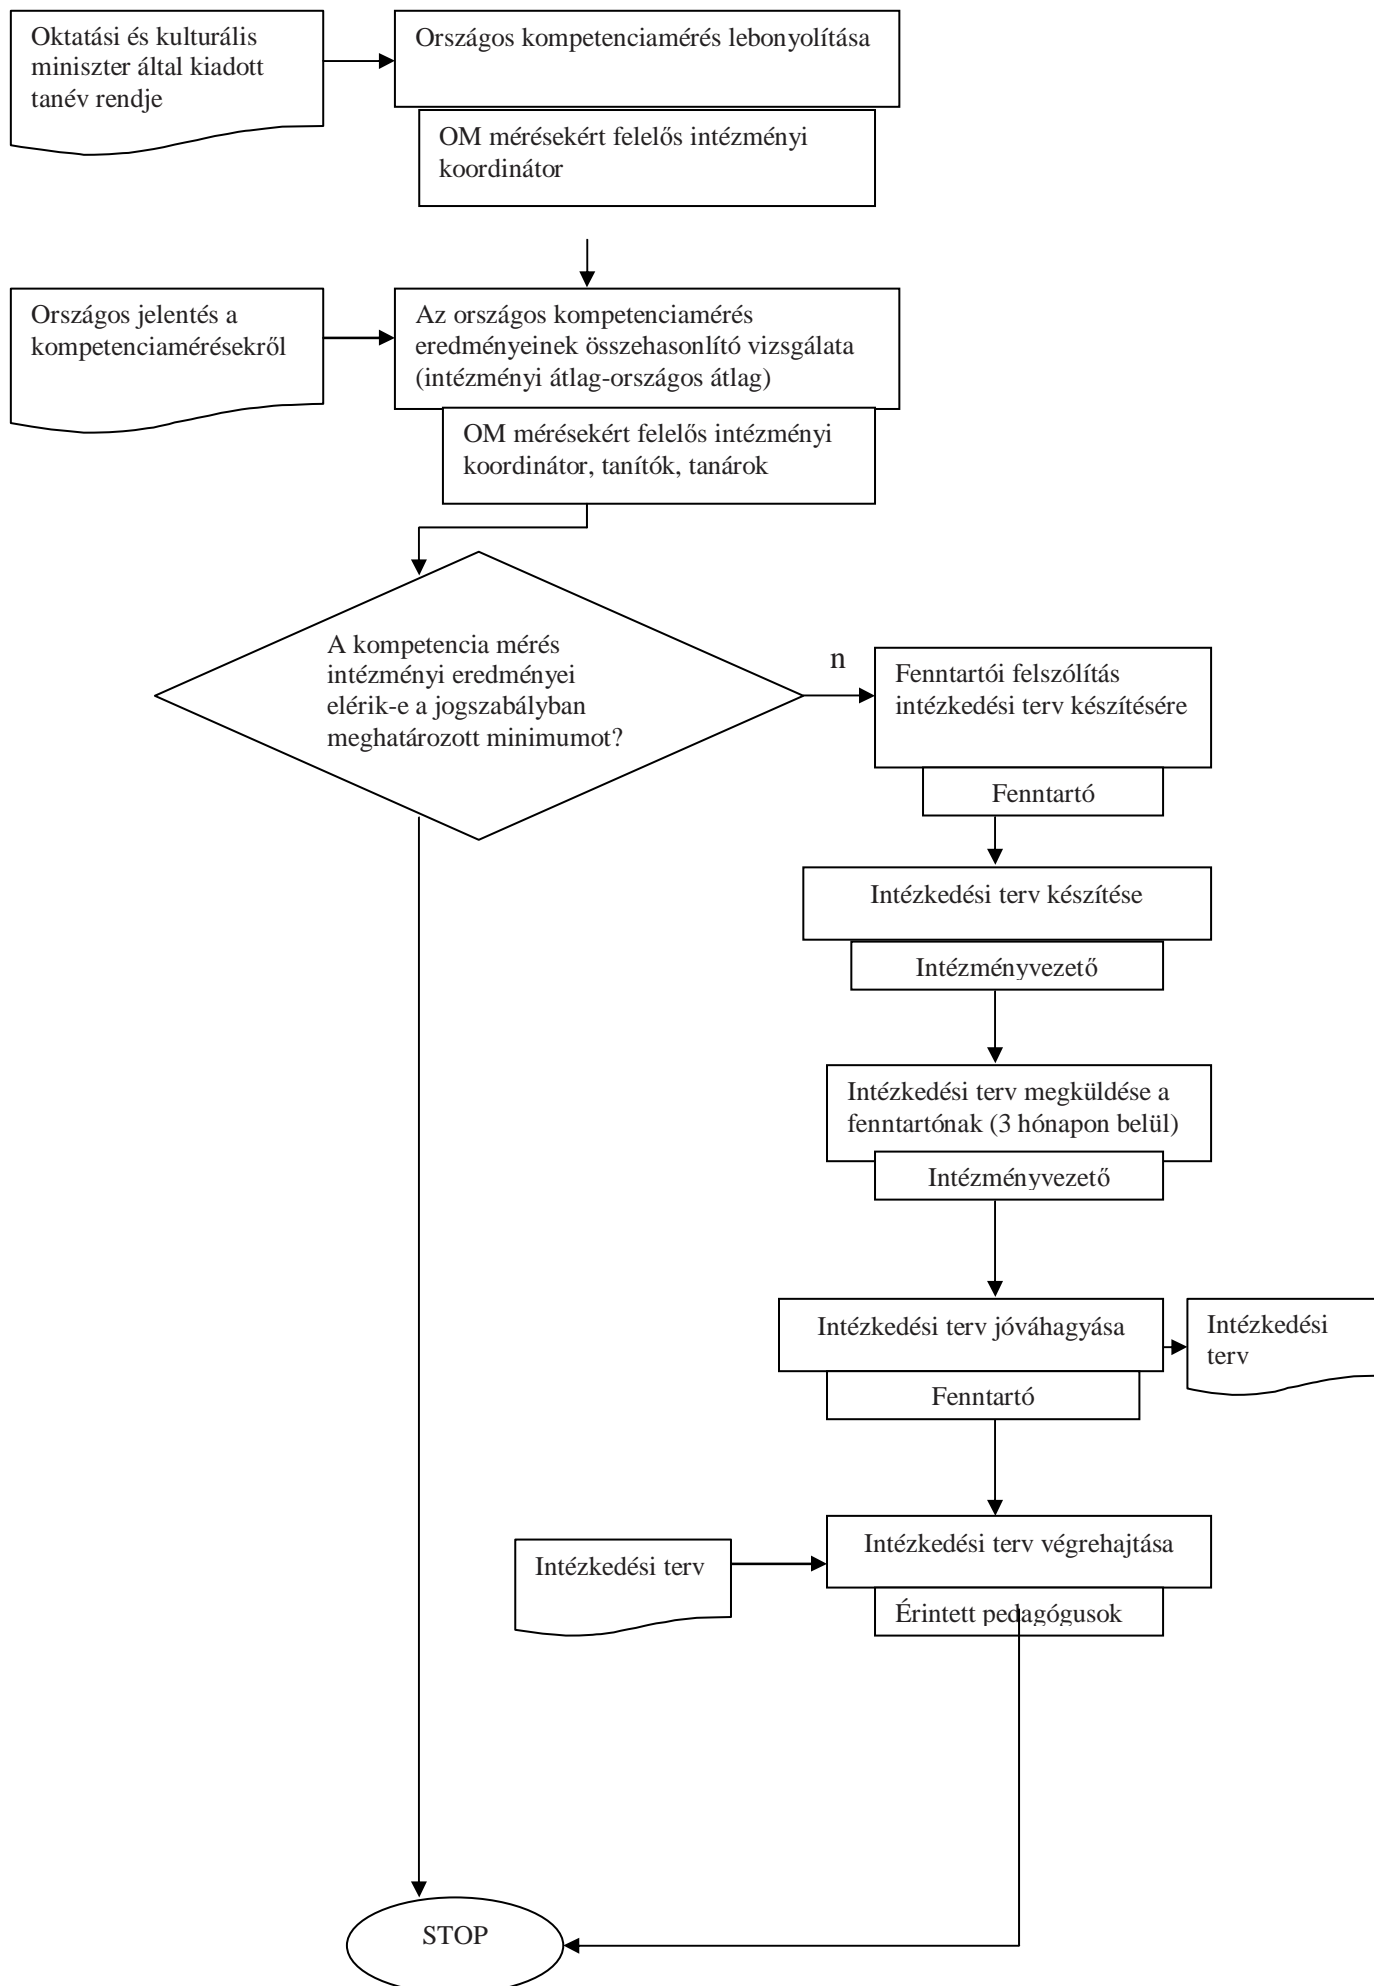 Oktatási és kulturális
miniszter által kiadott
tanév rendje
Országos kompetenciamérés lebonyolítása
OM mérésekért felelős intézményi
koordinátor
Országos jelentés a
kompetenciamérésekről
Az országos kompetenciamérés
eredményeinek összehasonlító vizsgálata
(intézményi átlag-országos átlag)
OM mérésekért felelős intézményi
koordinátor, tanítók, tanárok
A kompetencia mérés
intézményi eredményei
elérik-e a jogszabályban
meghatározott minimumot?
n
Fenntartói felszólítás
intézkedési terv készítésére
Fenntartó
Intézkedési terv készítése
Intézményvezető
Intézkedési terv megküldése a
fenntartónak (3 hónapon belül)
Intézményvezető
Intézkedési terv jóváhagyása
Intézkedési
terv
Fenntartó
Intézkedési terv végrehajtása
Intézkedési terv
Érintett pedagógusok
STOP